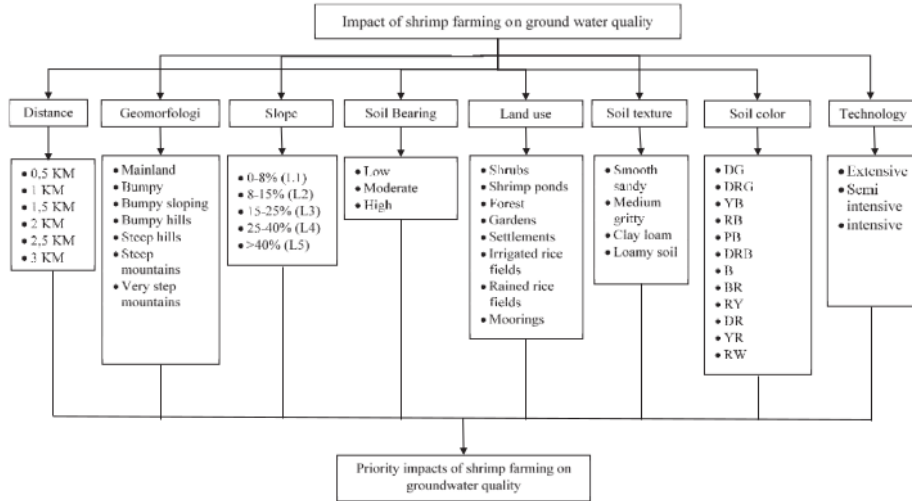 Impact of shrimp farming on ground water quality
Distance
Geomorfologi
Slope
Soil Bearing
Land use
Soil texture
Soil color
Technology
0,5 KM
1 KM
1,5 KM
2 KM
2,5 KM
3 KM
Mainland
Bumpy
Bumpy sloping
Bumpy hills
Steep hills
Steep
mountains
Very step
mountains
0-8% (L1)
8-15% (L2)
15-25% (L3)
25-40% (L4)
>40% (L5)
Low
Moderate
High
Shrubs
Shrimp ponds
Forest
Gardens
Settlements
Irrigated rice
fields
Rained rice
fields
Moorings
Smooth
sandy
Medium
gritty
Clay loam
Loamy soil
DG
DRG
YB
RB
PB
DRB
B
BR
RY
DR
YR
RW
Extensive
Semi
intensive
intensive
Priority impacts of shrimp farming on
groundwater quality